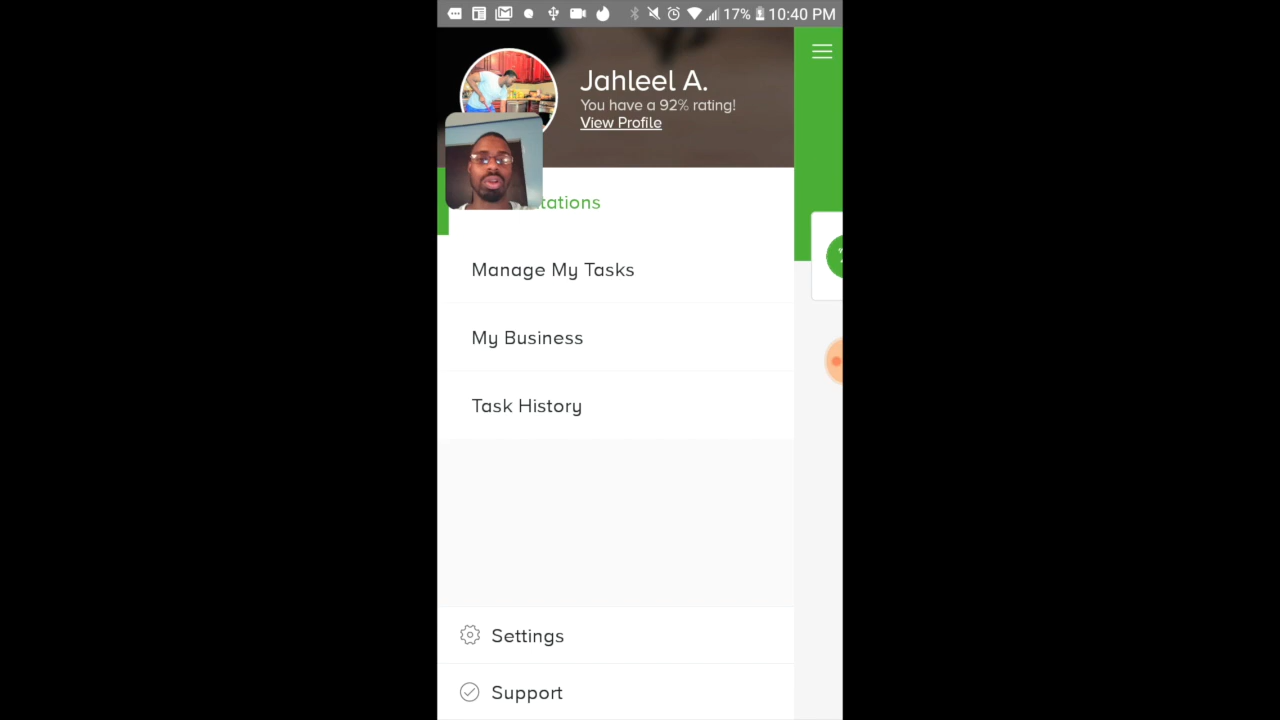 17% 10:40 PM
Jahleel A.
You have a 92% rating!
View Profile
Manage My Tasks
My Business
Task History
Settings
Support